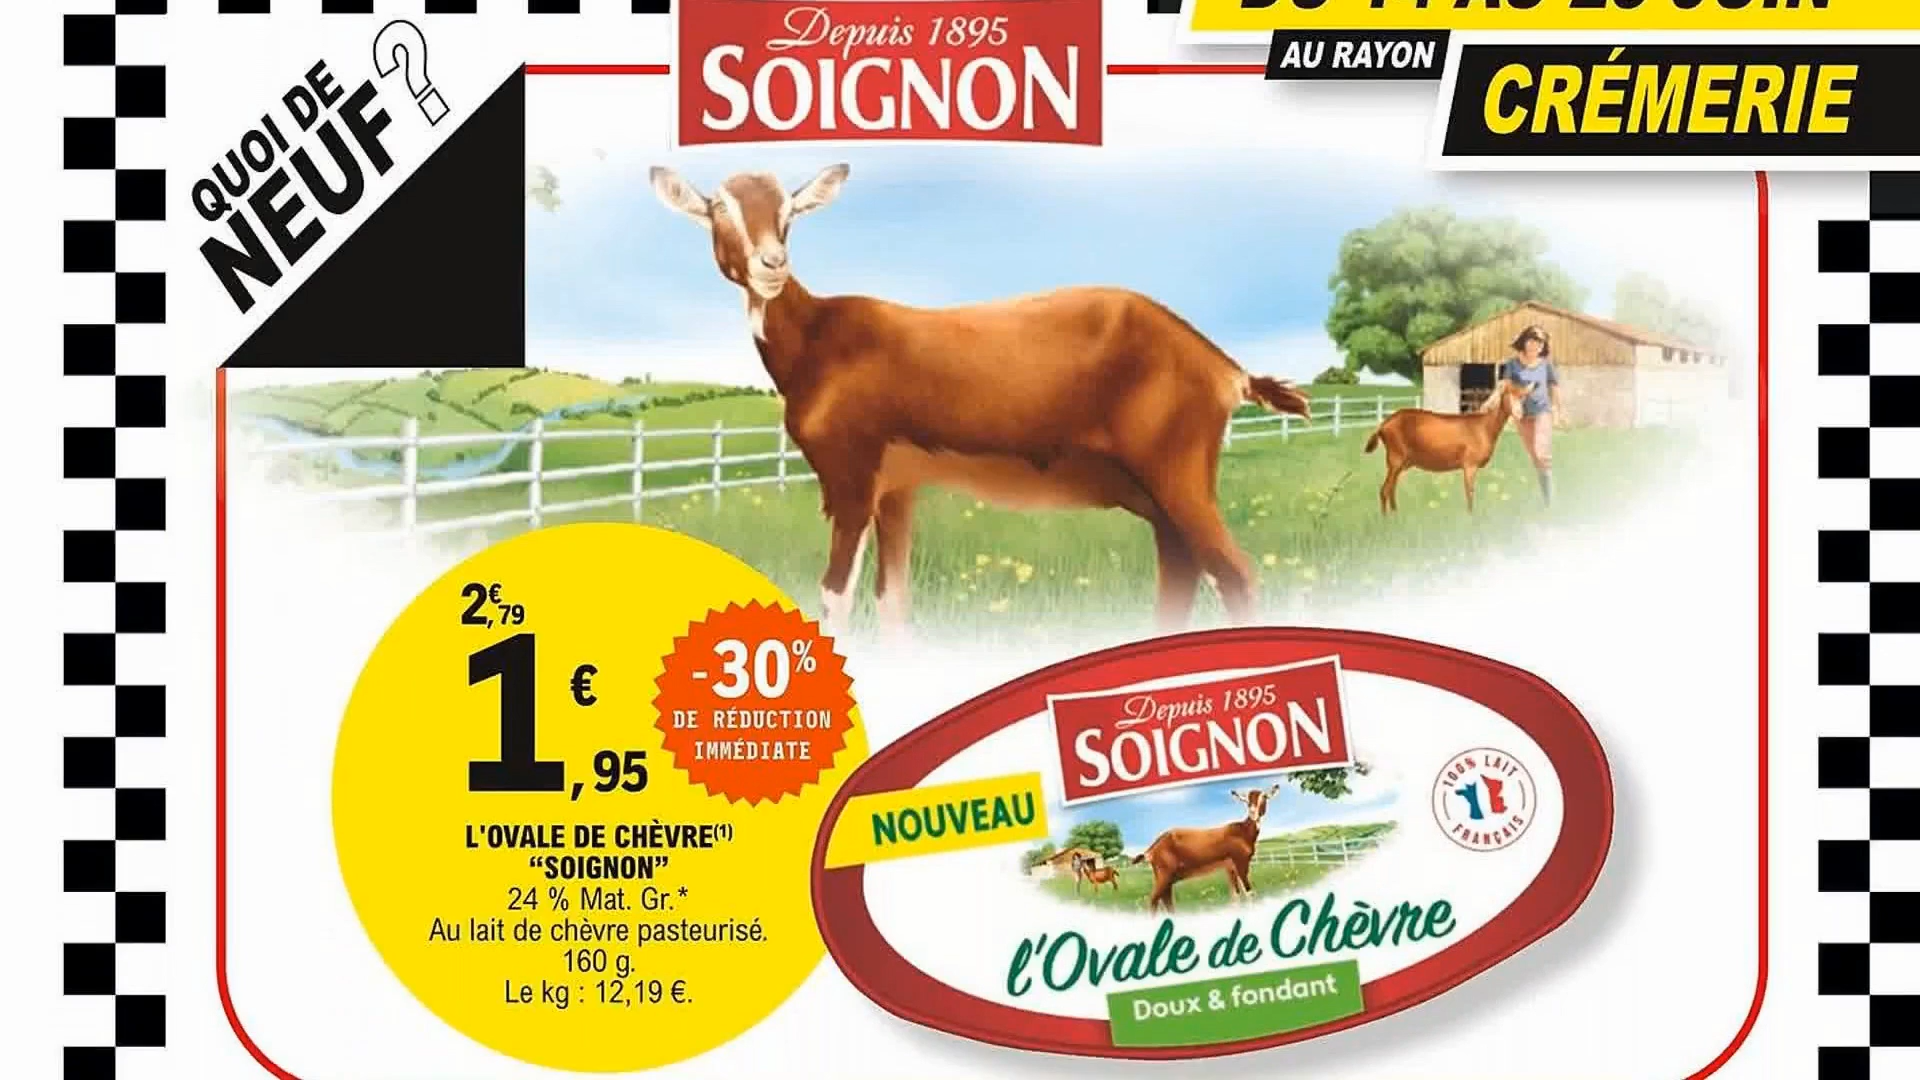 QUOI DE
NEUF ?
Depuis 1895
SOIGNON
AU RAYON
CRÉMERIE
2€,79
1€,95
-30%
DE RÉDUCTION
IMMÉDIATE
L'OVALE DE CHÈVRE(1)
“SOIGNON”
24 % Mat. Gr.*
Au lait de chèvre pasteurisé.
160 g.
Le kg : 12,19 €.
Depuis 1895
SOIGNON
NOUVEAU
100% LAIT
FRANÇAIS
l'Ovale de Chèvre
Doux & fondant